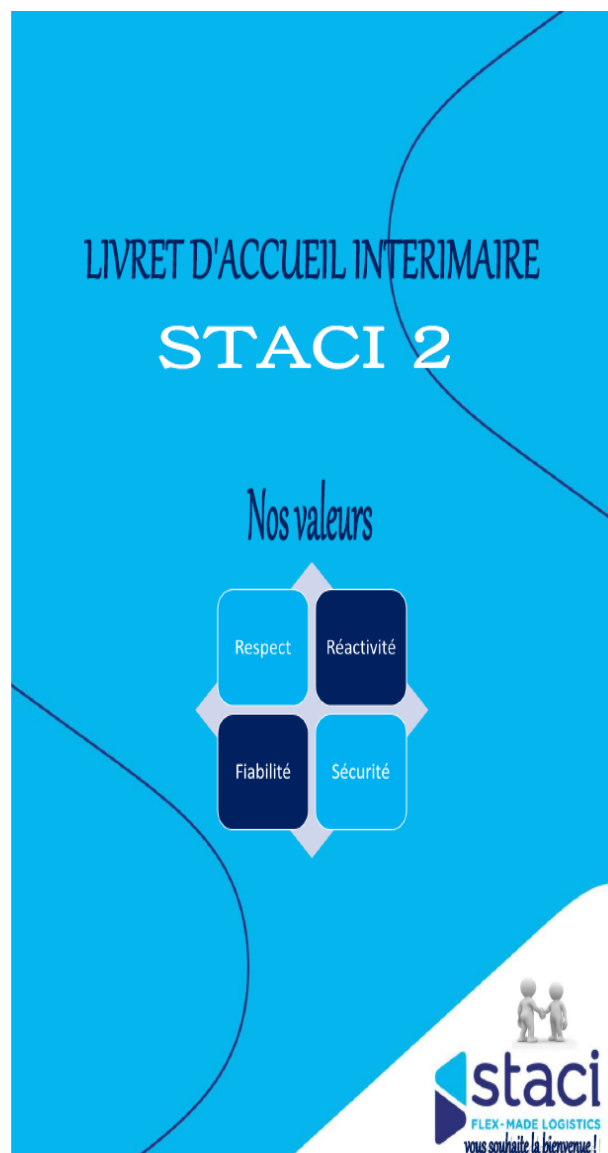 LIVRET D'ACCUEIL INTERIMAIRE
STACI 2
Nos valeurs
Respect
Réactivité
Fiabilité
Sécurité
staci
FLEX-MADE LOGISTICS
vous souhaite la bienvenue !